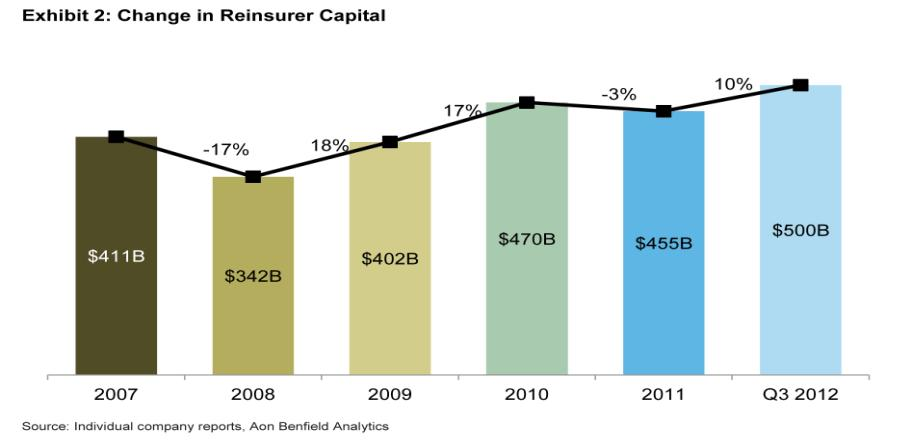 Exhibit 2: Change in Reinsurer Capital
-17%
18%
17%
-3%
10%
$411B
$342B
$402B
$470B
$455B
$500B
2007 2008 2009 2010 2011 Q3 2012
Source: Individual company reports, Aon Benfield Analytics